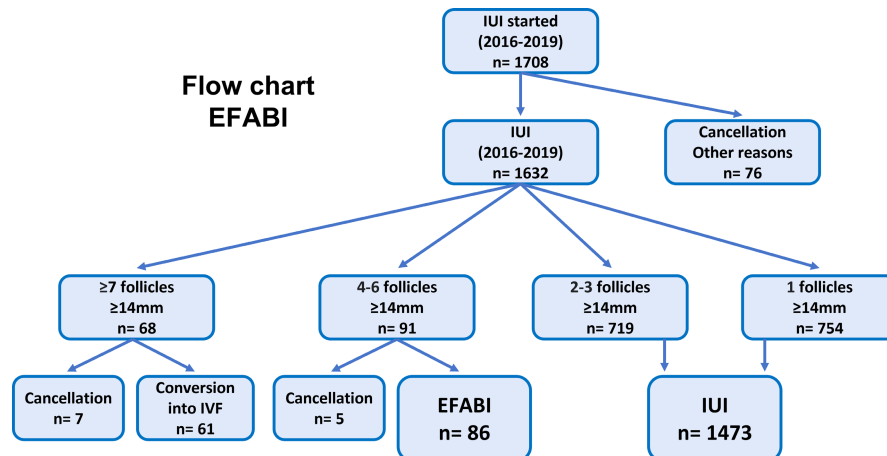 IUI started
(2016-2019)
n= 1708
Flow chart
EFABI
IUI
(2016-2019)
n= 1632
Cancellation
Other reasons
n= 76
≥7 follicles
≥14mm
n= 68
4-6 follicles
≥14mm
n= 91
2-3 follicles
≥14mm
n= 719
1 follicles
≥14mm
n= 754
Cancellation
n= 7
Conversion
into IVF
n= 61
Cancellation
n= 5
EFABI
n= 86
IUI
n= 1473